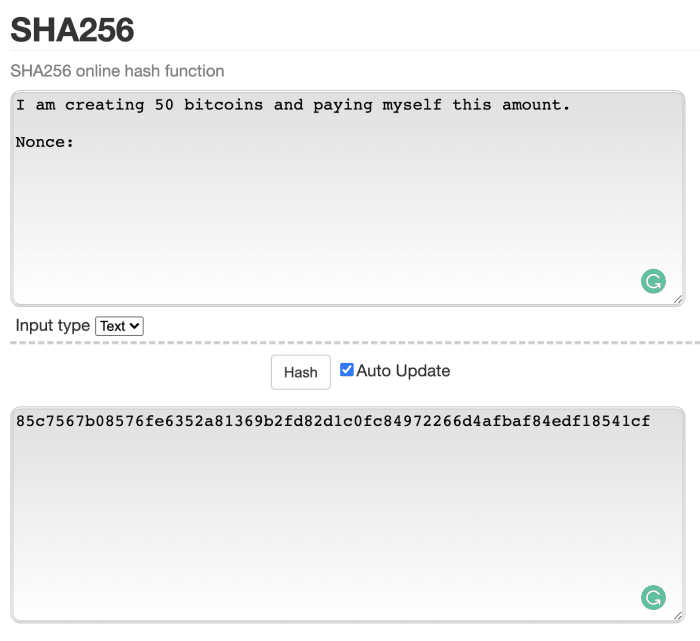 SHA256
SHA256 online hash function
I am creating 50 bitcoins and paying myself this amount.
Nonce:
Input type Text
Hash Auto Update
85c7567b08576fe6352a81369b2fd82d1c0fc84972266d4afbaf84edf18541cf